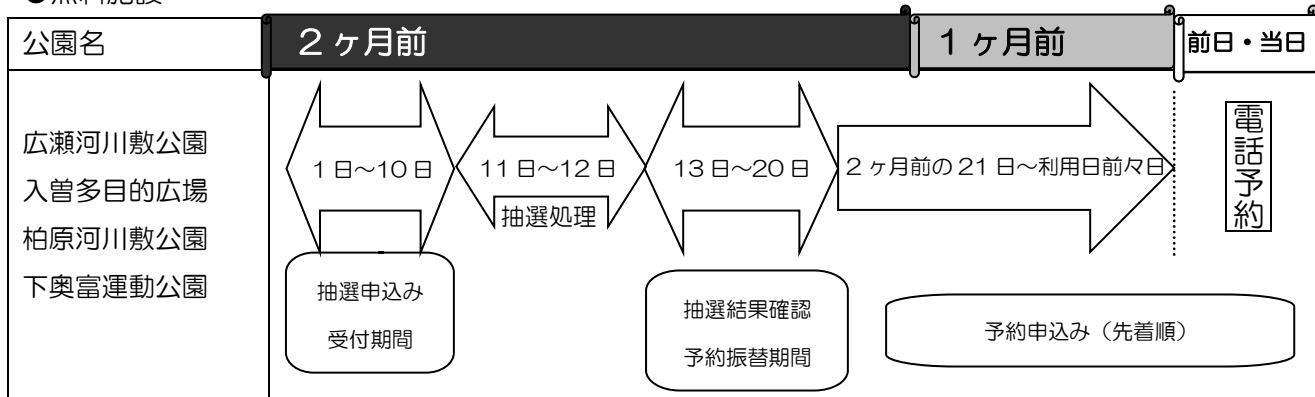 ●無料施設
公園名
2ヶ月前
1ヶ月前
前日・当日
広瀬河川敷公園
入曽多目的広場
柏原河川敷公園
下奥富運動公園
1日～10日
11日～12日
13日～20日
2ヶ月前の21日～利用日前々日
電話予約
抽選処理
抽選申込み
受付期間
抽選結果確認
予約振替期間
予約申込み（先着順）